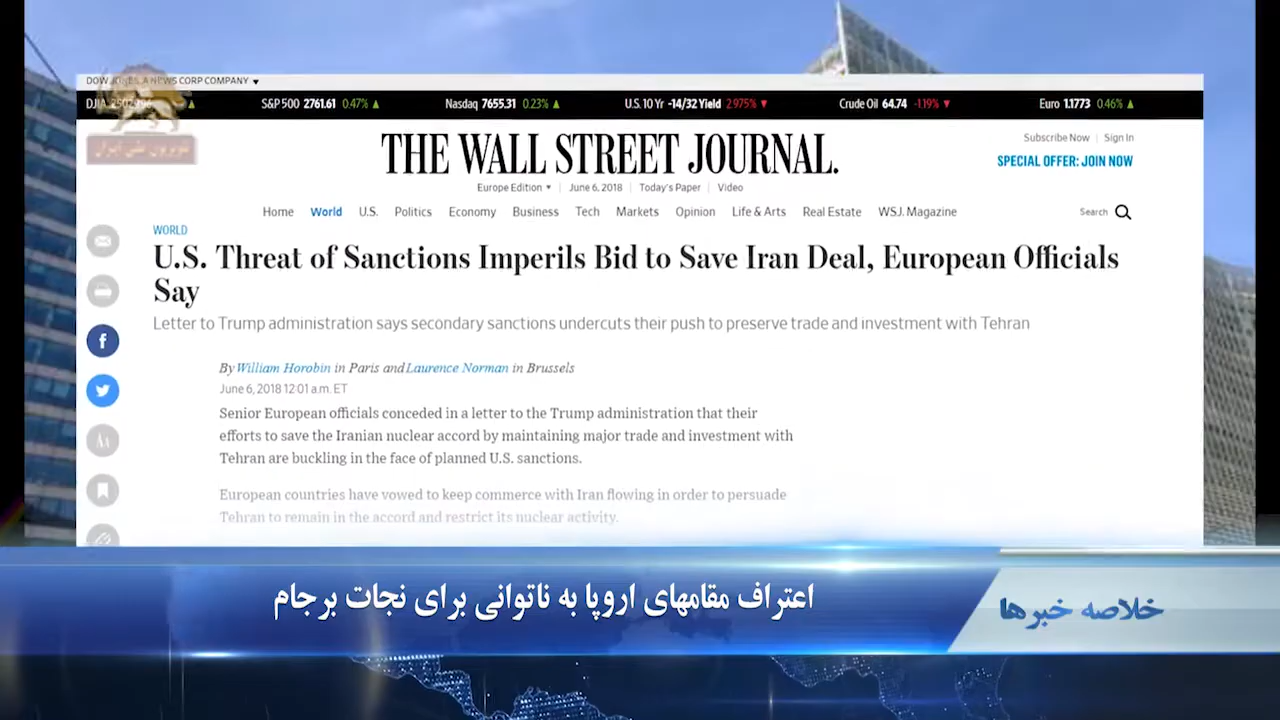 DOW JONES, A NEWS CORP COMPANY
DJIA S&P 500 2761.61 0.47% Nasdaq 7655.31 0.23% U.S. 10 Yr -14/32 Yield 2.975% Crude Oil 64.74 -1.19% Euro 1.1773 0.46%
سیمای ملی ایران
THE WALL STREET JOURNAL.
Subscribe Now | Sign In
SPECIAL OFFER: JOIN NOW
Europe Edition | June 6, 2018 | Today's Paper | Video
Home World U.S. Politics Economy Business Tech Markets Opinion Life & Arts Real Estate WSJ. Magazine Search
WORLD
U.S. Threat of Sanctions Imperils Bid to Save Iran Deal, European Officials
Say
Letter to Trump administration says secondary sanctions undercuts their push to preserve trade and investment with Tehran
By William Horobin in Paris and Laurence Norman in Brussels
June 6, 2018 12:01 a.m. ET
Senior European officials conceded in a letter to the Trump administration that their
efforts to save the Iranian nuclear accord by maintaining major trade and investment with
Tehran are buckling in the face of planned U.S. sanctions.
European countries have vowed to keep commerce with Iran flowing in order to persuade
Tehran to remain in the accord and restrict its nuclear activity.
خلاصه خبرها
اعتراف مقامهای اروپا به ناتوانی برای نجات برجام